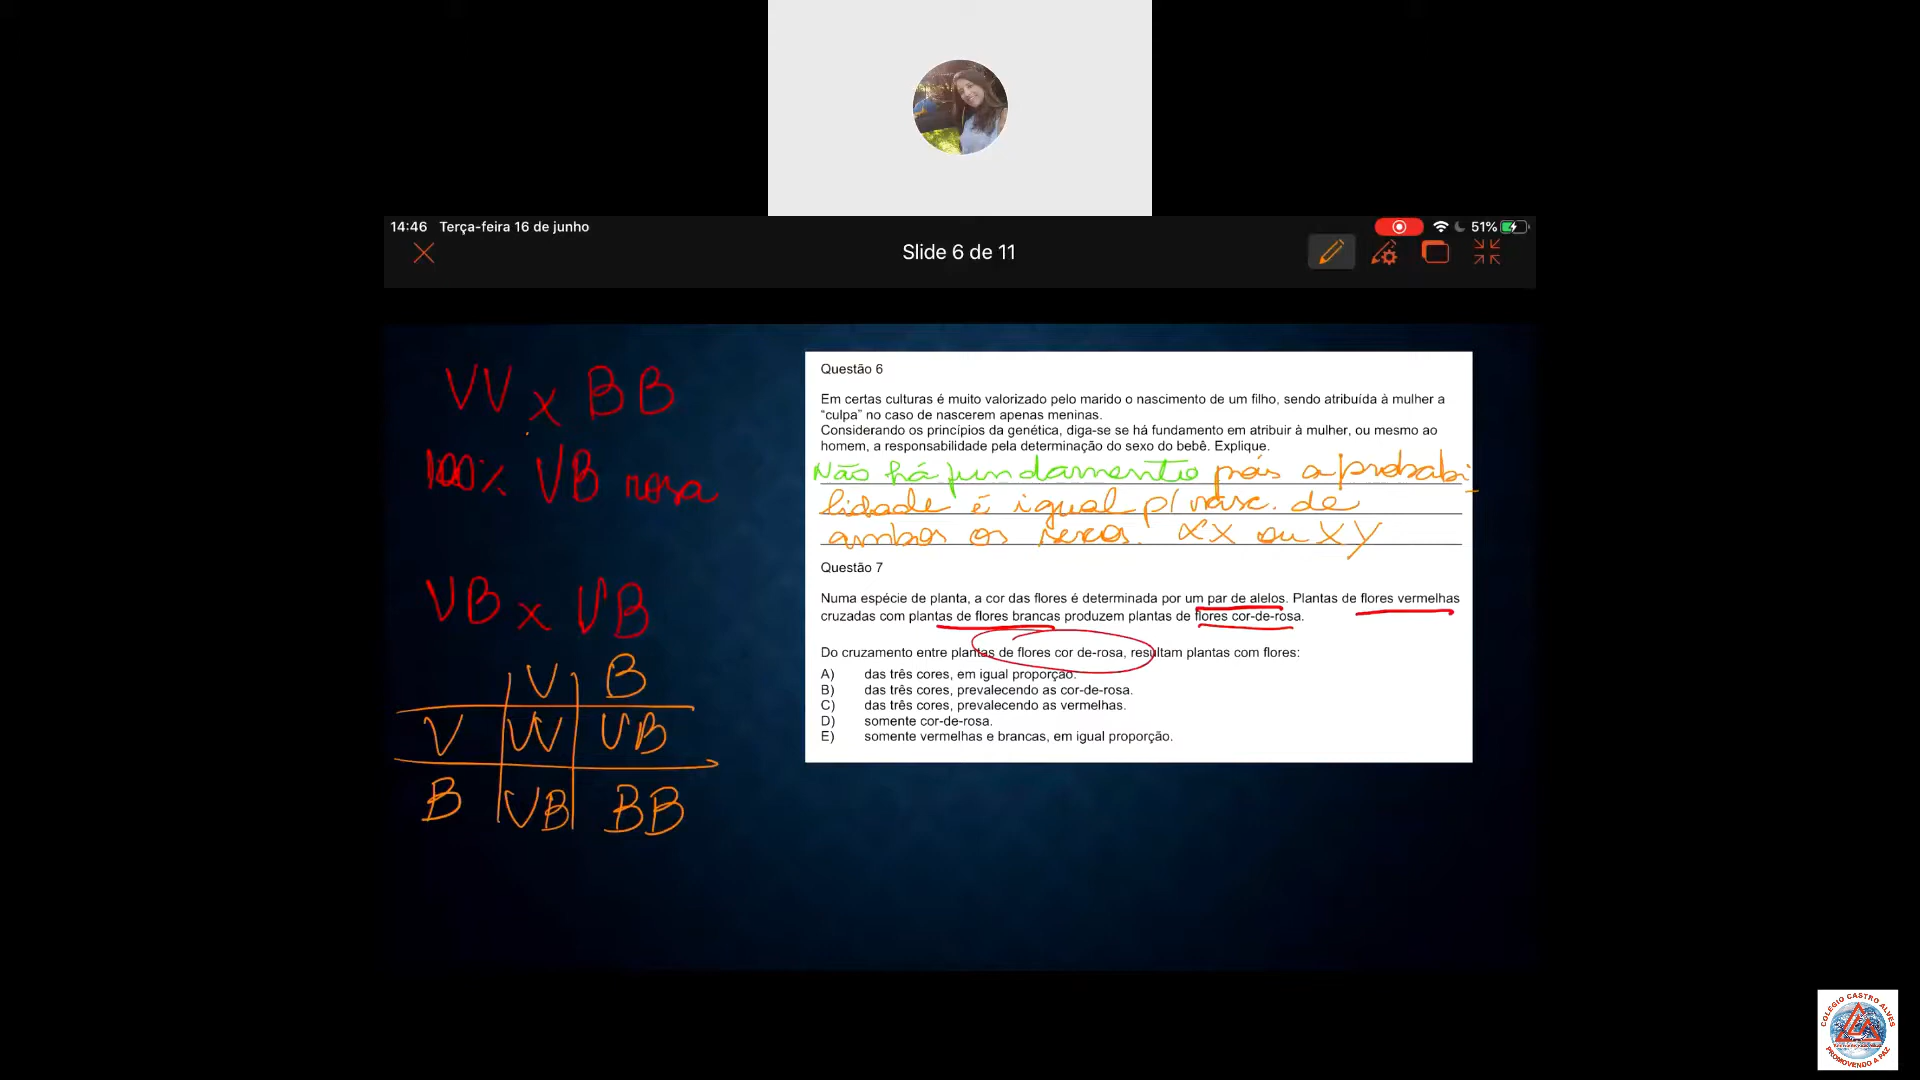 14:46 Terça-feira 16 de junho
51%
Slide 6 de 11
VV x BB
100% VB rosa
VB x VB
V B
V VV VB
B VB BB
Questão 6
Em certas culturas é muito valorizado pelo marido o nascimento de um filho, sendo atribuída à mulher a
“culpa” no caso de nascerem apenas meninas.
Considerando os princípios da genética, diga-se se há fundamento em atribuir à mulher, ou mesmo ao
homem, a responsabilidade pela determinação do sexo do bebê. Explique.
Não há fundamento pois a probabi-
lidade é igual p/ nasc. de
ambos os sexos. XX ou XY
Questão 7
Numa espécie de planta, a cor das flores é determinada por um par de alelos. Plantas de flores vermelhas
cruzadas com plantas de flores brancas produzem plantas de flores cor-de-rosa.
Do cruzamento entre plantas de flores cor de-rosa, resultam plantas com flores:
A) das três cores, em igual proporção.
B) das três cores, prevalecendo as cor-de-rosa.
C) das três cores, prevalecendo as vermelhas.
D) somente cor-de-rosa.
E) somente vermelhas e brancas, em igual proporção.
COLÉGIO CASTRO ALVES
PROMOVENDO A PAZ